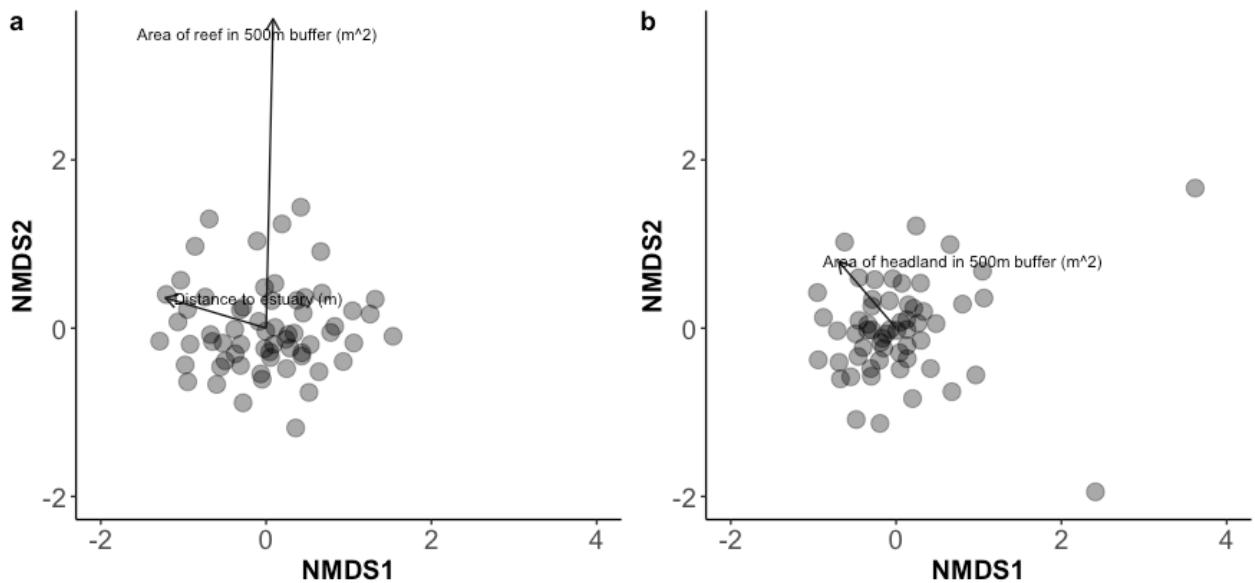 a
Area of reef in 500m buffer (m^2)
NMDS2
2
0
-2
Distance to estuary (m)
-2 0 2 4
NMDS1
b
NMDS2
2
0
-2
Area of headland in 500m buffer (m^2)
-2 0 2 4
NMDS1